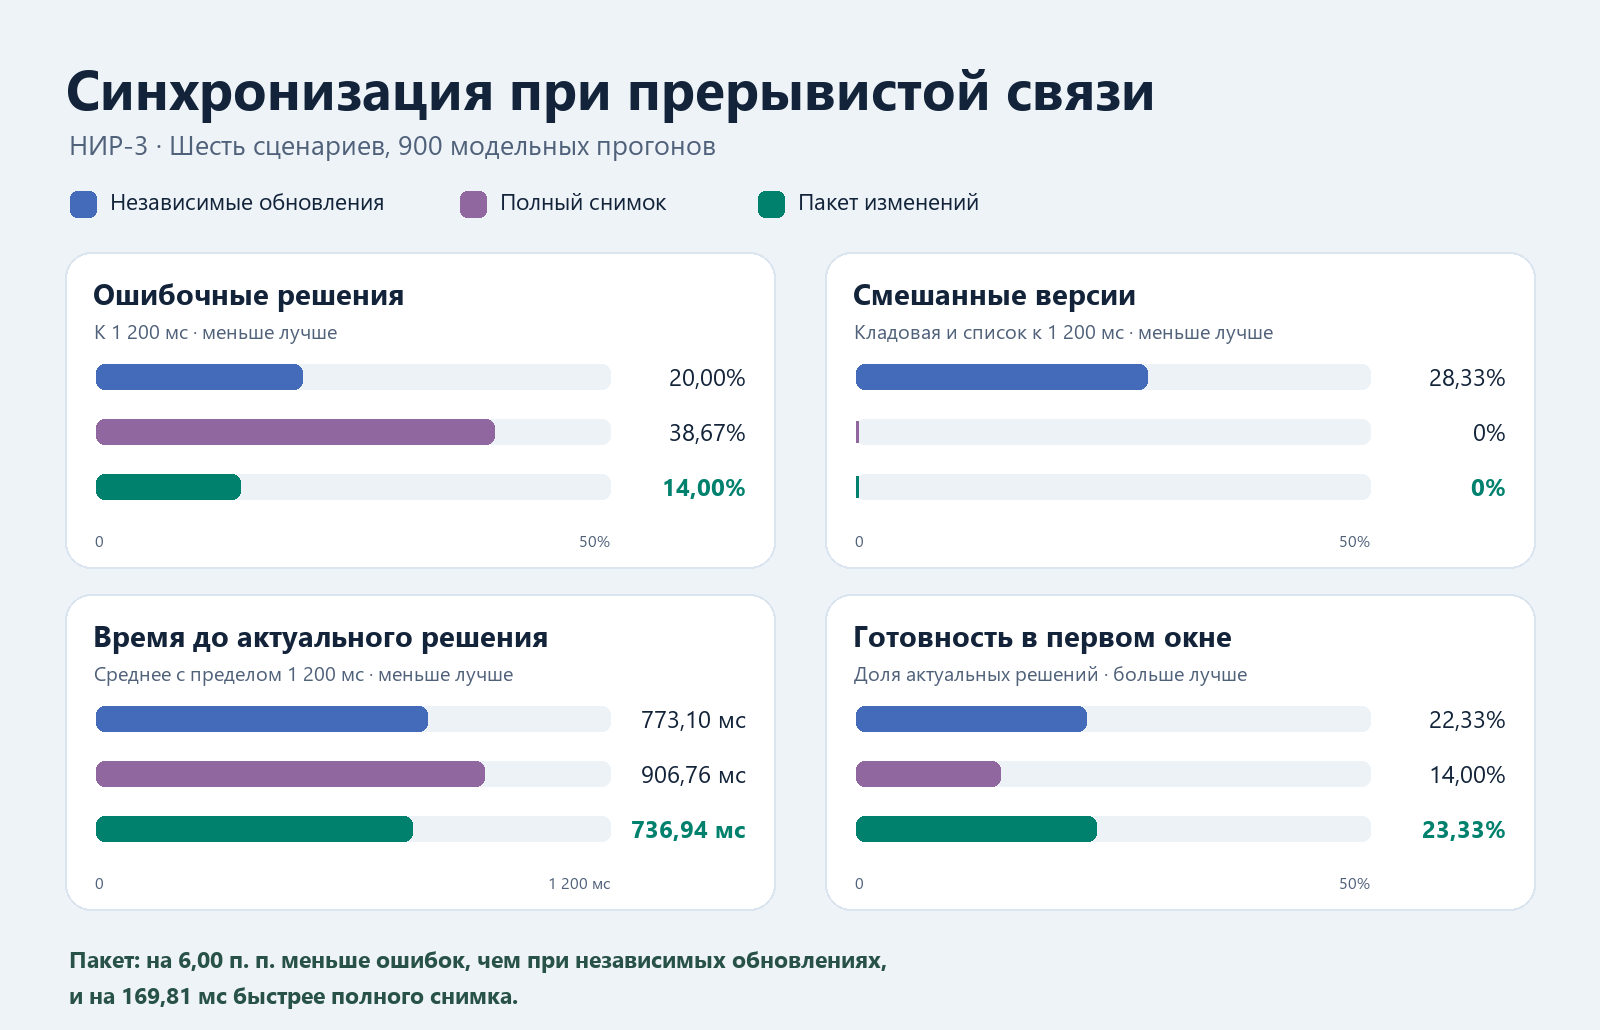 Синхронизация при прерывистой связи
НИР-3 · Шесть сценариев, 900 модельных прогонов
Независимые обновления
Полный снимок
Пакет изменений
Ошибочные решения
К 1 200 мс · меньше лучше
20,00%
38,67%
14,00%
0
50%
Смешанные версии
Кладовая и список к 1 200 мс · меньше лучше
28,33%
0%
0%
0
50%
Время до актуального решения
Среднее с пределом 1 200 мс · меньше лучше
773,10 мс
906,76 мс
736,94 мс
0
1 200 мс
Готовность в первом окне
Доля актуальных решений · больше лучше
22,33%
14,00%
23,33%
0
50%
Пакет: на 6,00 п. п. меньше ошибок, чем при независимых обновлениях,
и на 169,81 мс быстрее полного снимка.